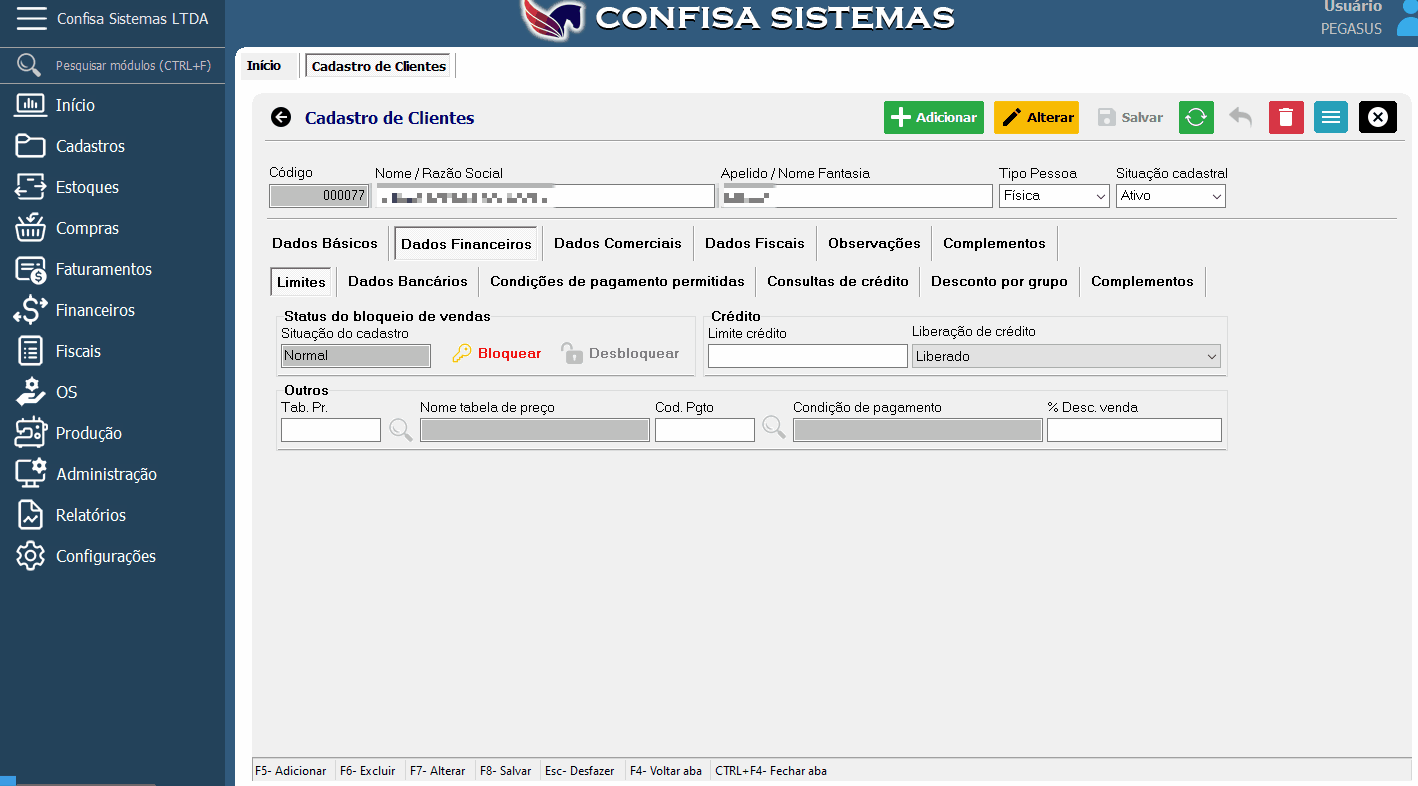 Confisa Sistemas LTDA
CONFISA SISTEMAS
Usuário
PEGASUS
Pesquisar módulos (CTRL+F)
Início
Cadastros
Estoques
Compras
Faturamentos
Financeiros
Fiscais
OS
Produção
Administração
Relatórios
Configurações
Início Cadastro de Clientes
Cadastro de Clientes Adicionar Alterar Salvar
Código Nome / Razão Social Apelido / Nome Fantasia Tipo Pessoa Situação cadastral
000077 Física Ativo
Dados Básicos Dados Financeiros Dados Comerciais Dados Fiscais Observações Complementos
Limites Dados Bancários Condições de pagamento permitidas Consultas de crédito Desconto por grupo Complementos
Status do bloqueio de vendas
Situação do cadastro
Normal Bloquear Desbloquear
Crédito
Limite crédito Liberação de crédito
Liberado
Outros
Tab. Pr. Nome tabela de preço Cod. Pgto Condição de pagamento % Desc. venda
F5- Adicionar F6- Excluir F7- Alterar F8- Salvar Esc- Desfazer F4- Voltar aba CTRL+F4- Fechar aba